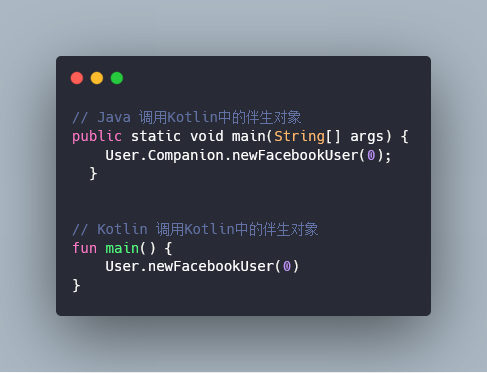 // Java 调用Kotlin中的伴生对象
public static void main(String[] args) {
    User.Companion.newFacebookUser(0);
  }
// Kotlin 调用Kotlin中的伴生对象
fun main() {
    User.newFacebookUser(0)
}